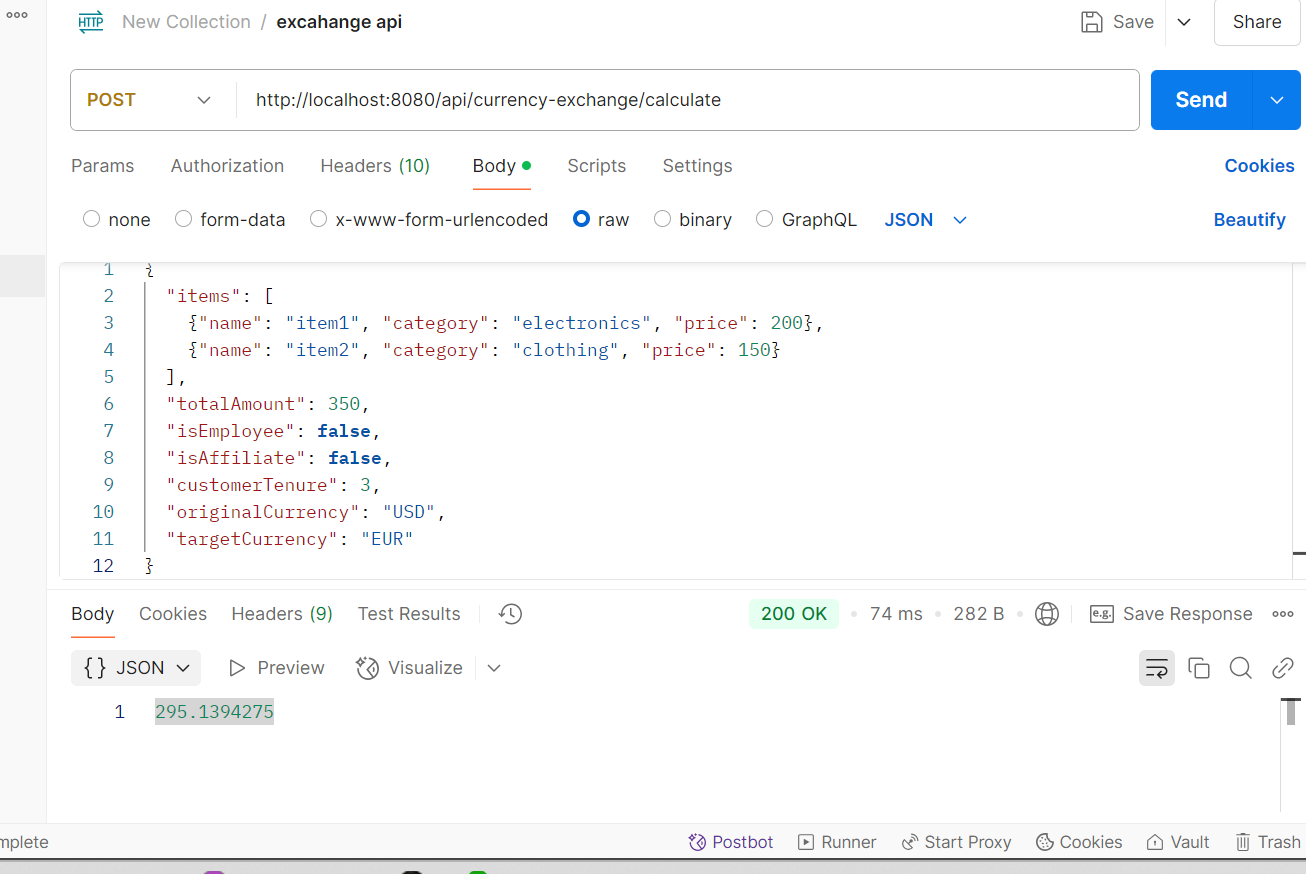 HTTP New Collection / excahange api Save Share
POST http://localhost:8080/api/currency-exchange/calculate Send
Params Authorization Headers (10) Body Scripts Settings Cookies
none form-data x-www-form-urlencoded raw binary GraphQL JSON Beautify
1 {
2 "items": [
3 {"name": "item1", "category": "electronics", "price": 200},
4 {"name": "item2", "category": "clothing", "price": 150}
5 ],
6 "totalAmount": 350,
7 "isEmployee": false,
8 "isAffiliate": false,
9 "customerTenure": 3,
10 "originalCurrency": "USD",
11 "targetCurrency": "EUR"
12 }
Body Cookies Headers (9) Test Results 200 OK 74 ms 282 B e.g. Save Response
{} JSON Preview Visualize
1 295.1394275
mplete Postbot Runner Start Proxy Cookies Vault Trash